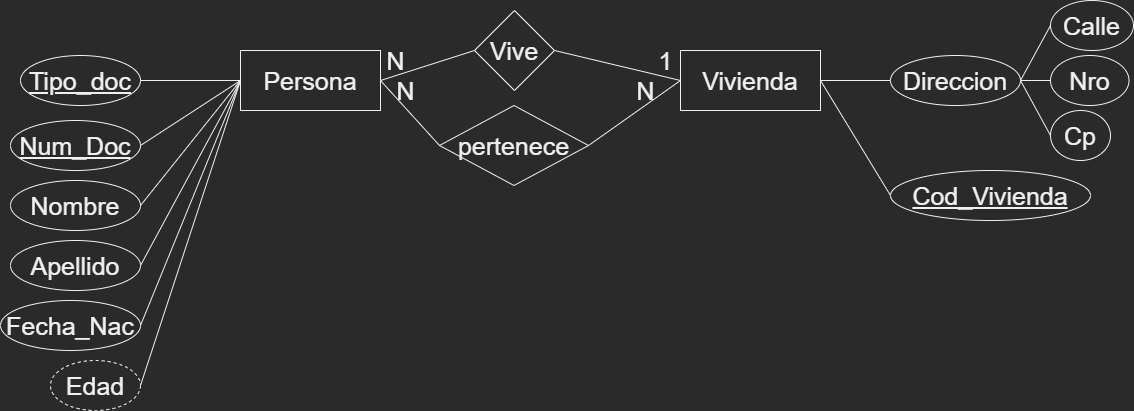 Calle
Vive
N
1
Tipo_doc
Persona
Vivienda
Direccion
Nro
N
N
Num_Doc
pertenece
Cp
Nombre
Cod_Vivienda
Apellido
Fecha_Nac
Edad